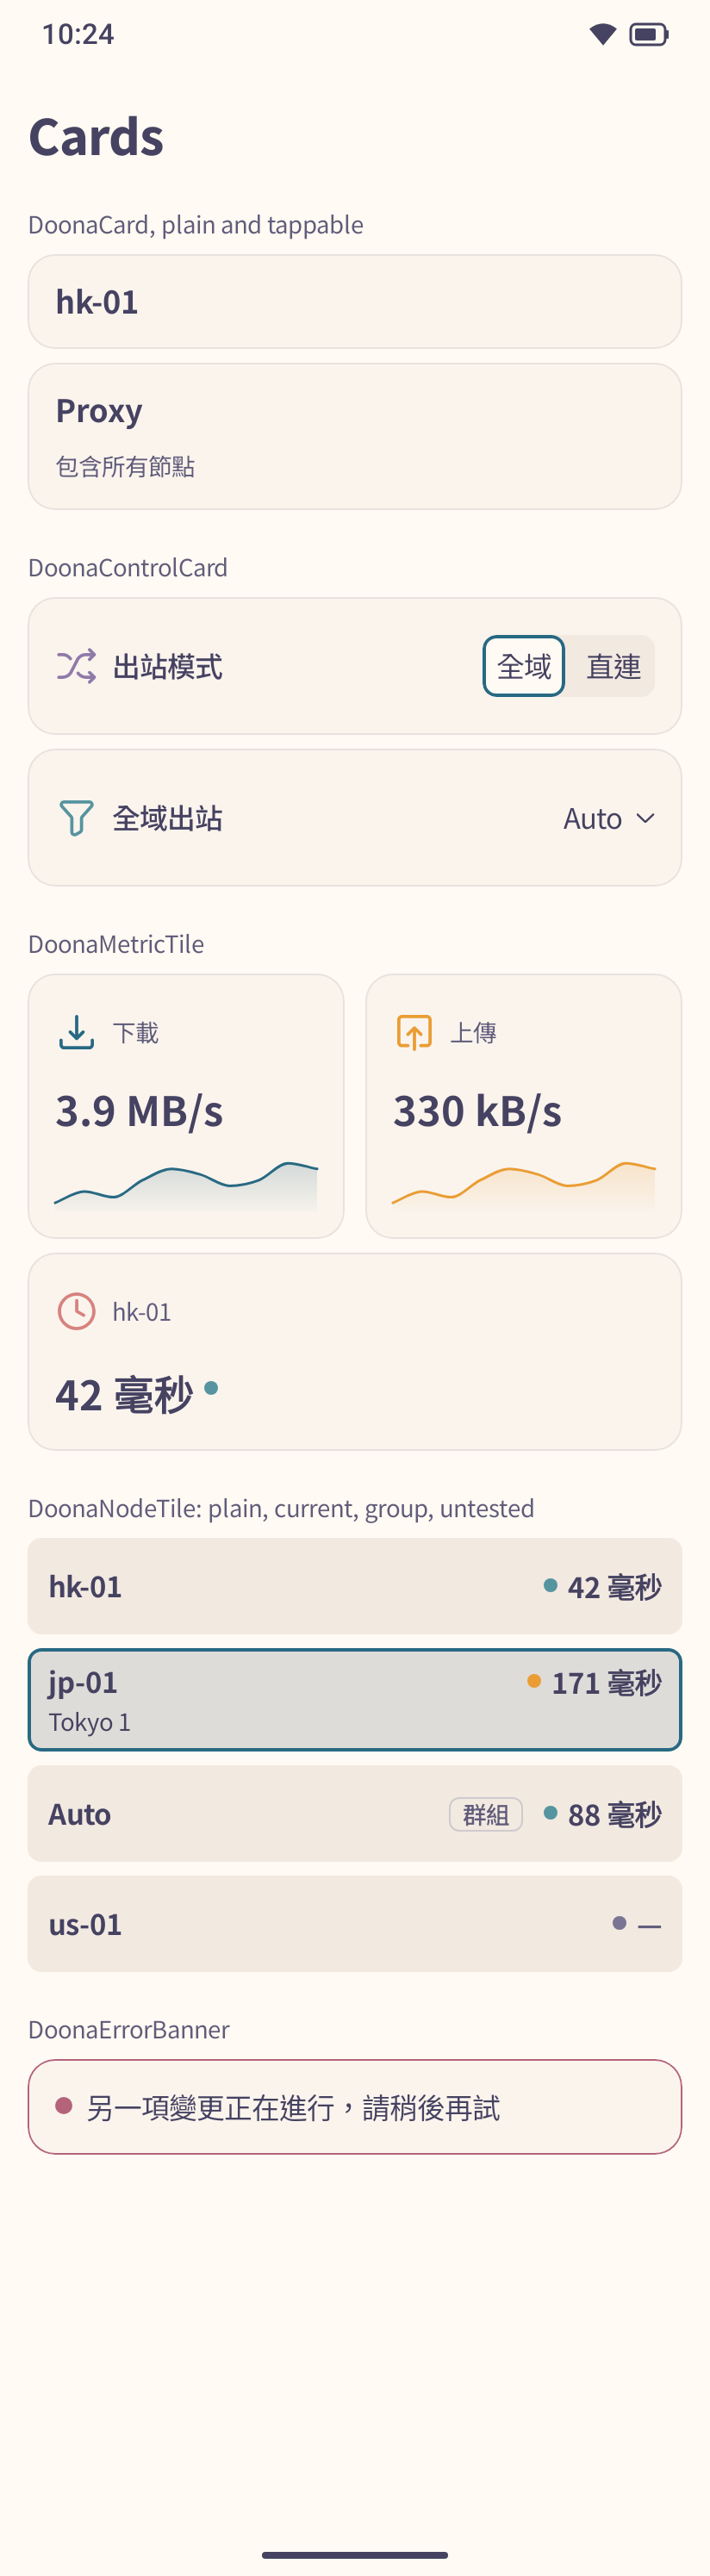 10:24
Cards
DoonaCard, plain and tappable
hk-01
Proxy
包含所有節點
DoonaControlCard
出站模式
全域 直連
全域出站
Auto
DoonaMetricTile
下載
3.9 MB/s
上傳
330 kB/s
hk-01
42 毫秒
DoonaNodeTile: plain, current, group, untested
hk-01
42 毫秒
jp-01
171 毫秒
Tokyo 1
Auto
群組
88 毫秒
us-01
—
DoonaErrorBanner
另一項變更正在進行，請稍後再試